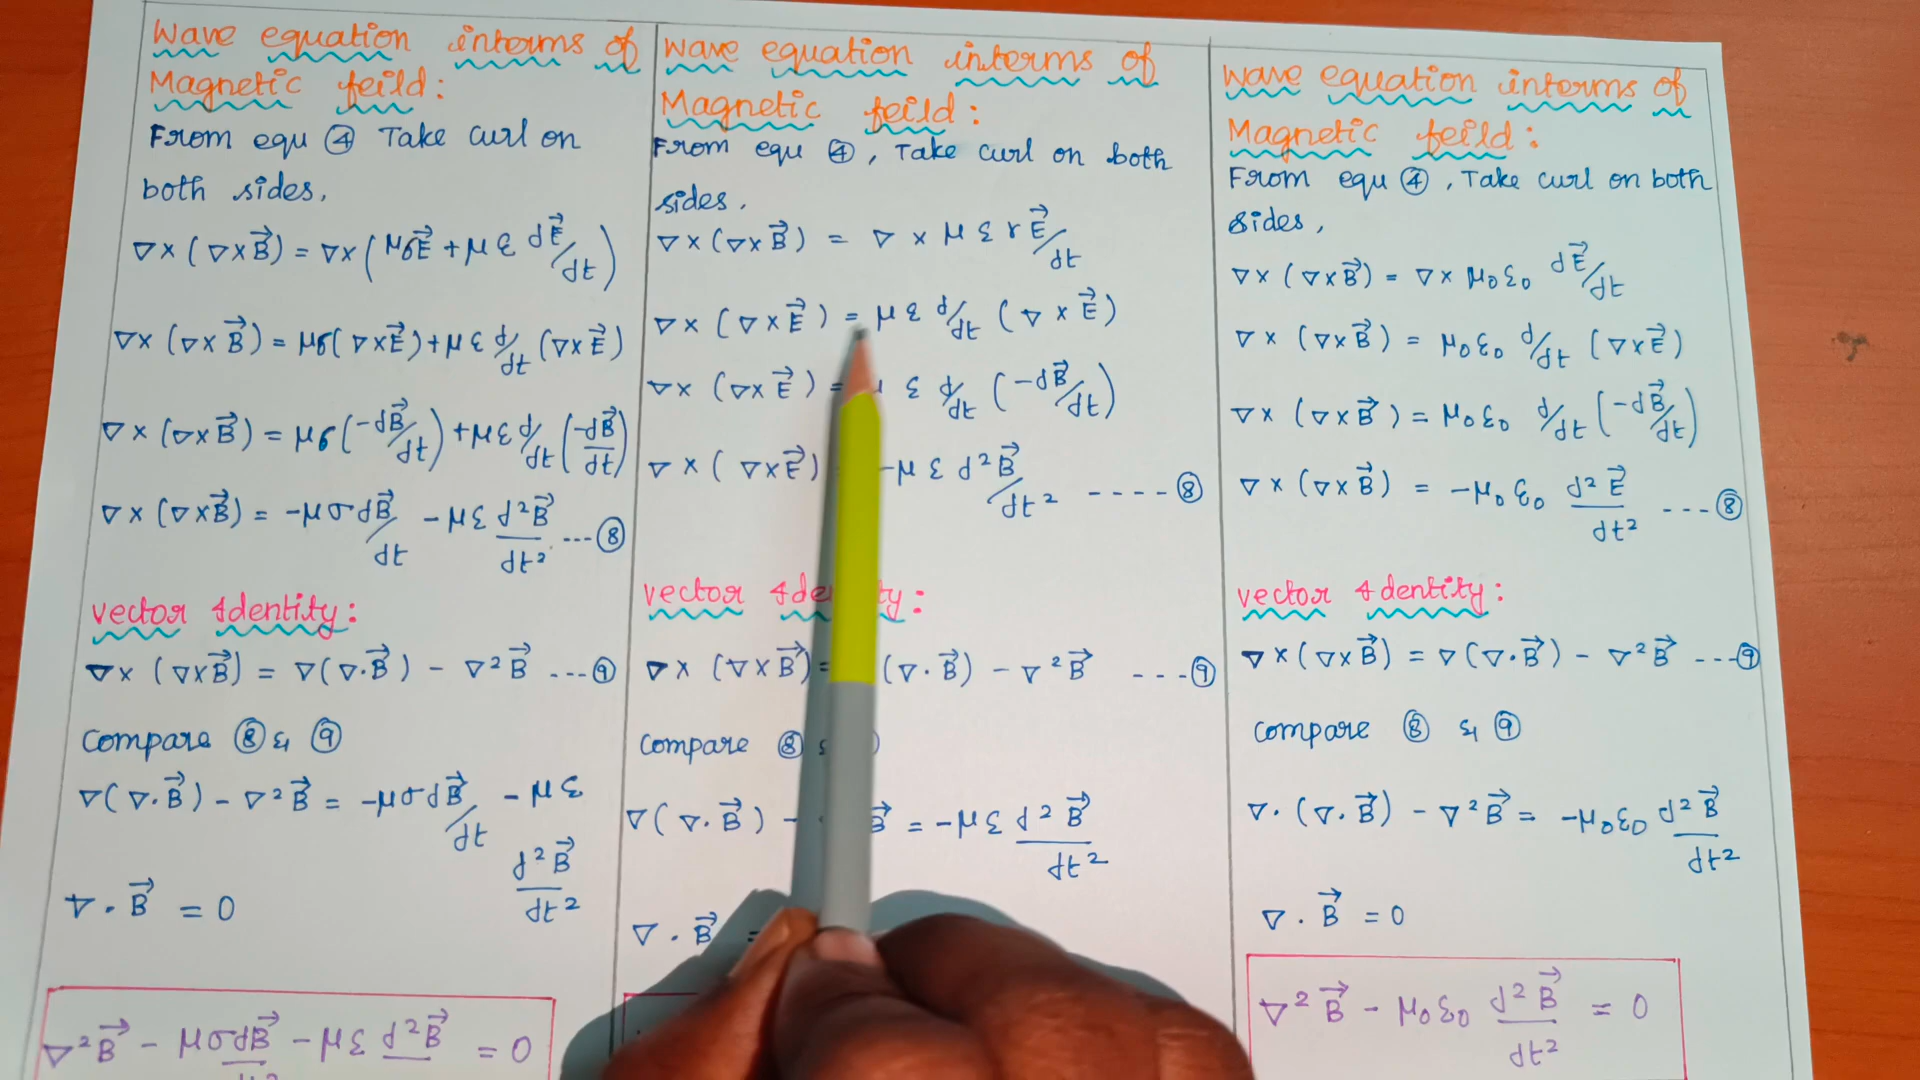 Wave equation interms of
Magnetic feild:
From equ ④ Take curl on
both sides,
∇×(∇×B⃗) = ∇×(μσE⃗ + με dE⃗/dt)
∇×(∇×B⃗) = μσ(∇×E⃗) + με d/dt (∇×E⃗)
∇×(∇×B⃗) = μσ(-dB⃗/dt) + με d/dt (-dB⃗/dt)
∇×(∇×B⃗) = -μσ dB⃗/dt - με d²B⃗/dt² ---⑧
vector Identity:
∇×(∇×B⃗) = ∇(∇.B⃗) - ∇²B⃗ ---⑨
compare ⑧ & ⑨
∇(∇.B⃗) - ∇²B⃗ = -μσ dB⃗/dt - με
d²B⃗/dt²
∇.B⃗ = 0
∇²B⃗ - μσdB⃗ - με d²B⃗ = 0
wave equation interms of
Magnetic feild:
From equ ④, Take curl on both
sides,
∇×(∇×B⃗) = ∇ × μ ε r E⃗/dt
∇×(∇×E⃗) = με d/dt (∇×E⃗)
∇×(∇×E⃗) = ε d/dt (-dB⃗/dt)
∇×(∇×E⃗) -με d²B⃗/dt² ----⑧
vector
∇×(∇×B⃗) = (∇.B⃗) - ∇²B⃗ ---⑨
compare ⑧
∇(∇.B⃗) - B⃗ = -με d²B⃗/dt²
∇.B⃗ =
wave equation interms of
Magnetic feild:
From equ ④, Take curl on both
sides,
∇×(∇×B⃗) = ∇× μ₀ε₀ dE⃗/dt
∇×(∇×B⃗) = μ₀ε₀ d/dt (∇×E⃗)
∇×(∇×B⃗) = μ₀ε₀ d/dt (-dB⃗/dt)
∇×(∇×B⃗) = -μ₀ε₀ d²E⃗/dt² ---⑧
vector Identity:
∇×(∇×B⃗) = ∇(∇.B⃗) - ∇²B⃗ ---⑨
compare ⑧ & ⑨
∇.(∇.B⃗) - ∇²B⃗ = -μ₀ε₀ d²B⃗/dt²
∇.B⃗ = 0
∇²B⃗ - μ₀ε₀ d²B⃗/dt² = 0